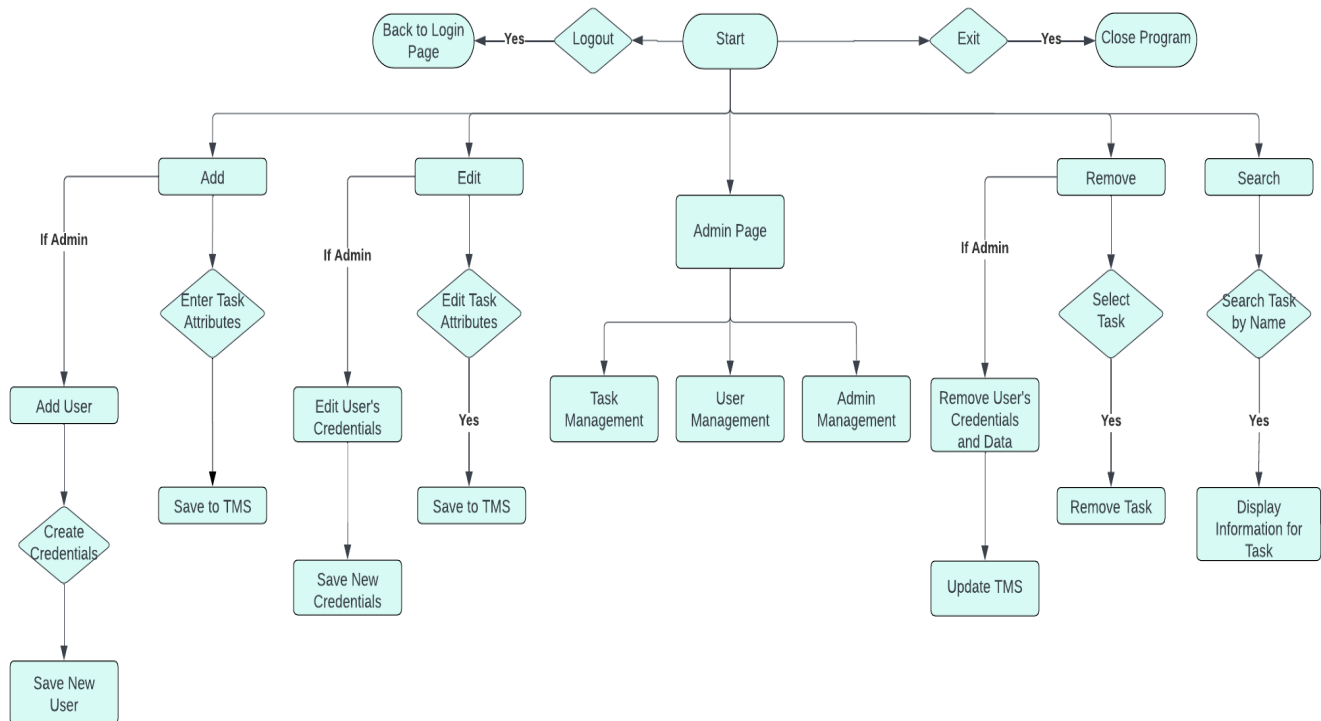 Back to Login
Page
Yes
Logout
Start
Exit
Yes
Close Program
Add
Edit
Admin Page
Remove
Search
If Admin
If Admin
If Admin
Enter Task
Attributes
Edit Task
Attributes
Select
Task
Search Task
by Name
Add User
Edit User's
Credentials
Yes
Task
Management
User
Management
Admin
Management
Remove User's
Credentials
and Data
Yes
Yes
Save to TMS
Save to TMS
Remove Task
Display
Information for
Task
Create
Credentials
Save New
Credentials
Update TMS
Save New
User